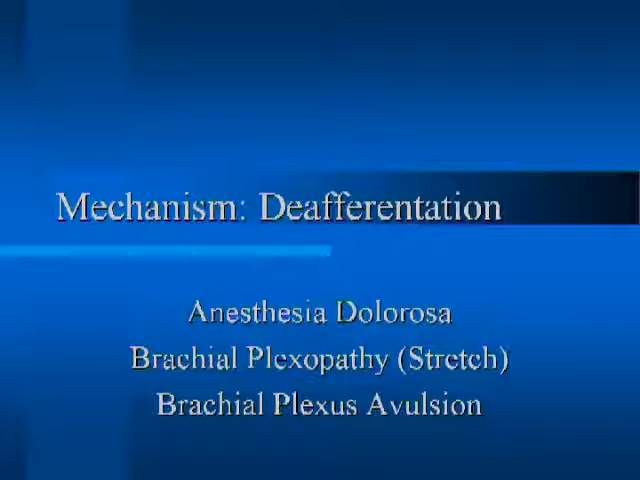 Mechanism: Deafferentation
Anesthesia Dolorosa
Brachial Plexopathy (Stretch)
Brachial Plexus Avulsion